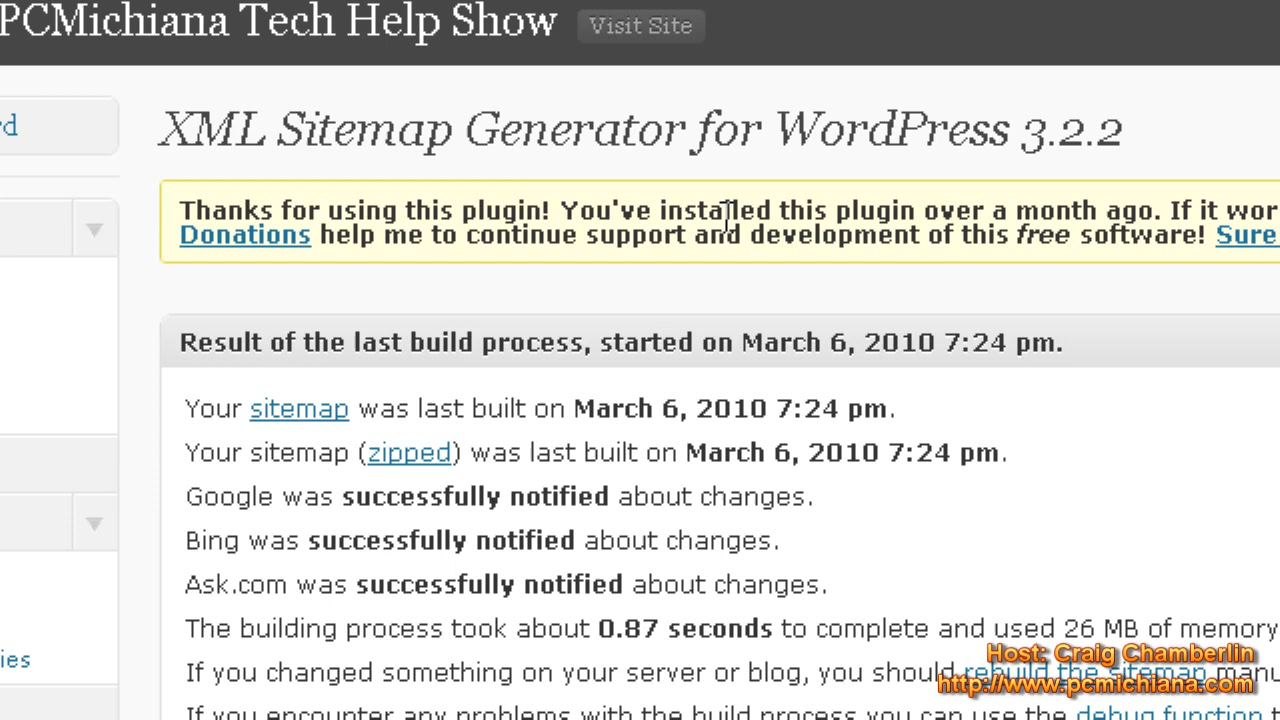 PCMichiana Tech Help Show Visit Site
rd
XML Sitemap Generator for WordPress 3.2.2
Thanks for using this plugin! You've installed this plugin over a month ago. If it wor
Donations help me to continue support and development of this free software! Sure
Result of the last build process, started on March 6, 2010 7:24 pm.
Your sitemap was last built on March 6, 2010 7:24 pm.
Your sitemap (zipped) was last built on March 6, 2010 7:24 pm.
Google was successfully notified about changes.
Bing was successfully notified about changes.
Ask.com was successfully notified about changes.
The building process took about 0.87 seconds to complete and used 26 MB of memory
ies
If you changed something on your server or blog, you should rebuild the sitemap manu
Host: Craig Chamberlin
http://www.pcmichiana.com
If you encounter any problems with the build process you can use the debug function t